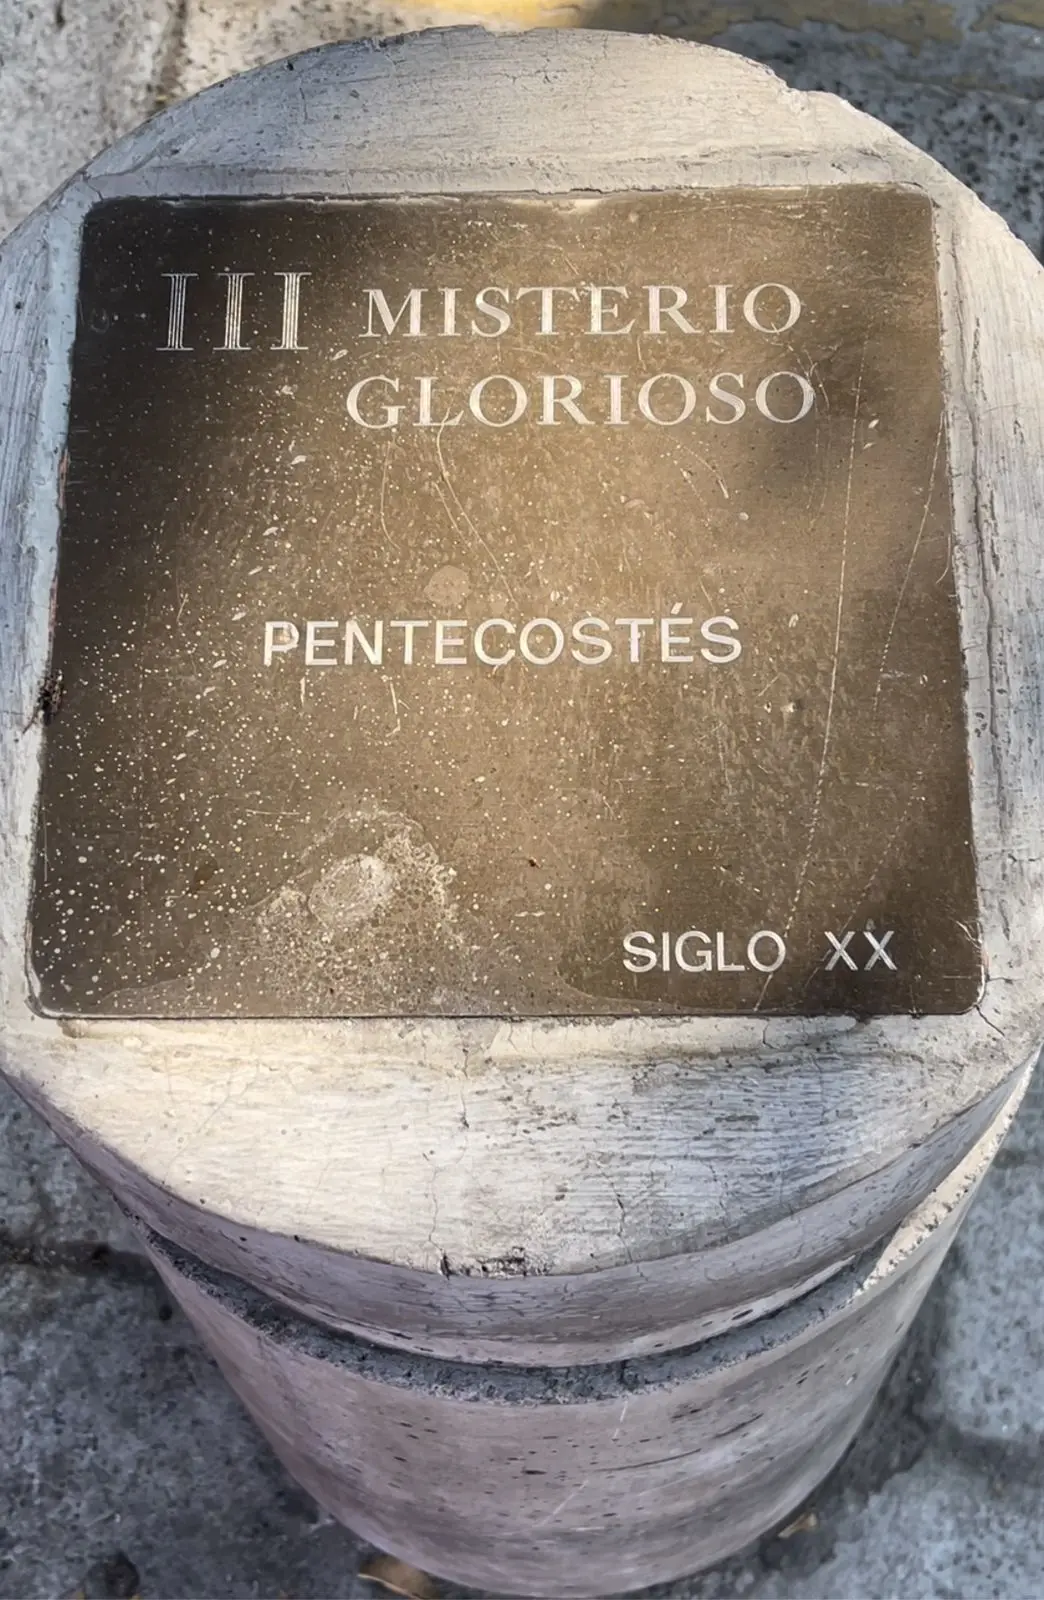 III MISTERIO
GLORIOSO
PENTECOSTÉS
SIGLO XX